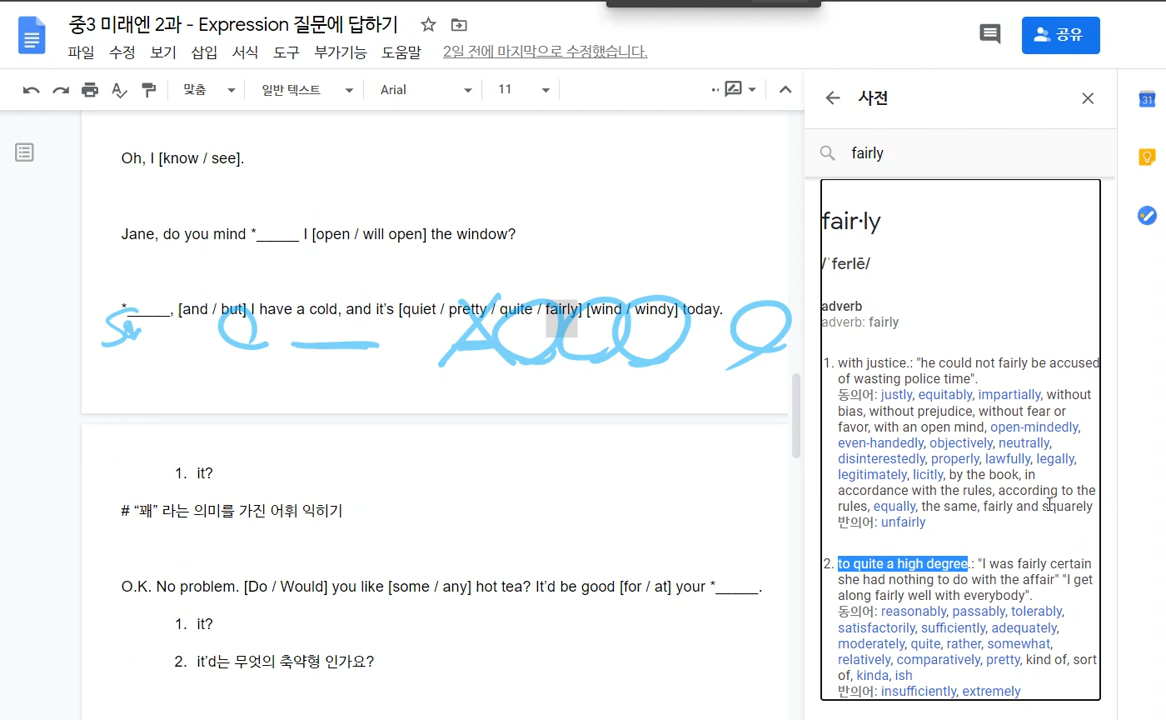 중3 미래엔 2과 - Expression 질문에 답하기
파일 수정 보기 삽입 서식 도구 부가기능 도움말 2일 전에 마지막으로 수정했습니다.
공유
맞춤 일반 텍스트 Arial 11
Oh, I [know / see].
Jane, do you mind *_____ I [open / will open] the window?
*_____, [and / but] I have a cold, and it's [quiet / pretty / quite / fairly] [wind / windy] today.
1. it?
# “꽤” 라는 의미를 가진 어휘 익히기
O.K. No problem. [Do / Would] you like [some / any] hot tea? It'd be good [for / at] your *_____.
1. it?
2. it'd는 무엇의 축약형 인가요?
사전
fairly
fair·ly
/ˈferlē/
adverb
adverb: fairly
1. with justice.: "he could not fairly be accused
of wasting police time".
동의어: justly, equitably, impartially, without
bias, without prejudice, without fear or
favor, with an open mind, open-mindedly,
even-handedly, objectively, neutrally,
disinterestedly, properly, lawfully, legally,
legitimately, licitly, by the book, in
accordance with the rules, according to the
rules, equally, the same, fairly and squarely
반의어: unfairly
2. to quite a high degree.: "I was fairly certain
she had nothing to do with the affair" "I get
along fairly well with everybody".
동의어: reasonably, passably, tolerably,
satisfactorily, sufficiently, adequately,
moderately, quite, rather, somewhat,
relatively, comparatively, pretty, kind of, sort
of, kinda, ish
반의어: insufficiently, extremely
31